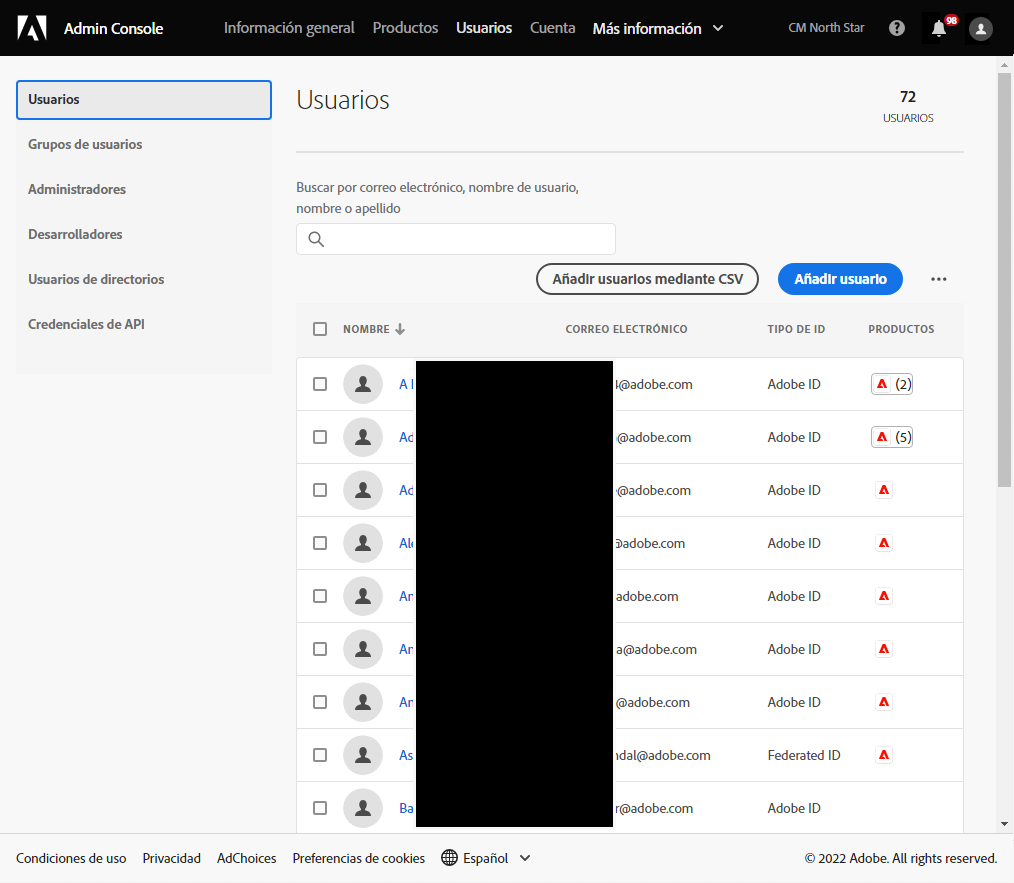 Admin Console
Información general Productos Usuarios Cuenta Más información
CM North Star
98
Usuarios
Grupos de usuarios
Administradores
Desarrolladores
Usuarios de directorios
Credenciales de API
Usuarios
72
USUARIOS
Buscar por correo electrónico, nombre de usuario,
nombre o apellido
Añadir usuarios mediante CSV Añadir usuario
NOMBRE CORREO ELECTRÓNICO TIPO DE ID PRODUCTOS
A @adobe.com Adobe ID (2)
Ad @adobe.com Adobe ID (5)
Ad @adobe.com Adobe ID
Ale @adobe.com Adobe ID
An adobe.com Adobe ID
An a@adobe.com Adobe ID
An @adobe.com Adobe ID
As dal@adobe.com Federated ID
Ba r@adobe.com Adobe ID
Condiciones de uso Privacidad AdChoices Preferencias de cookies Español
© 2022 Adobe. All rights reserved.